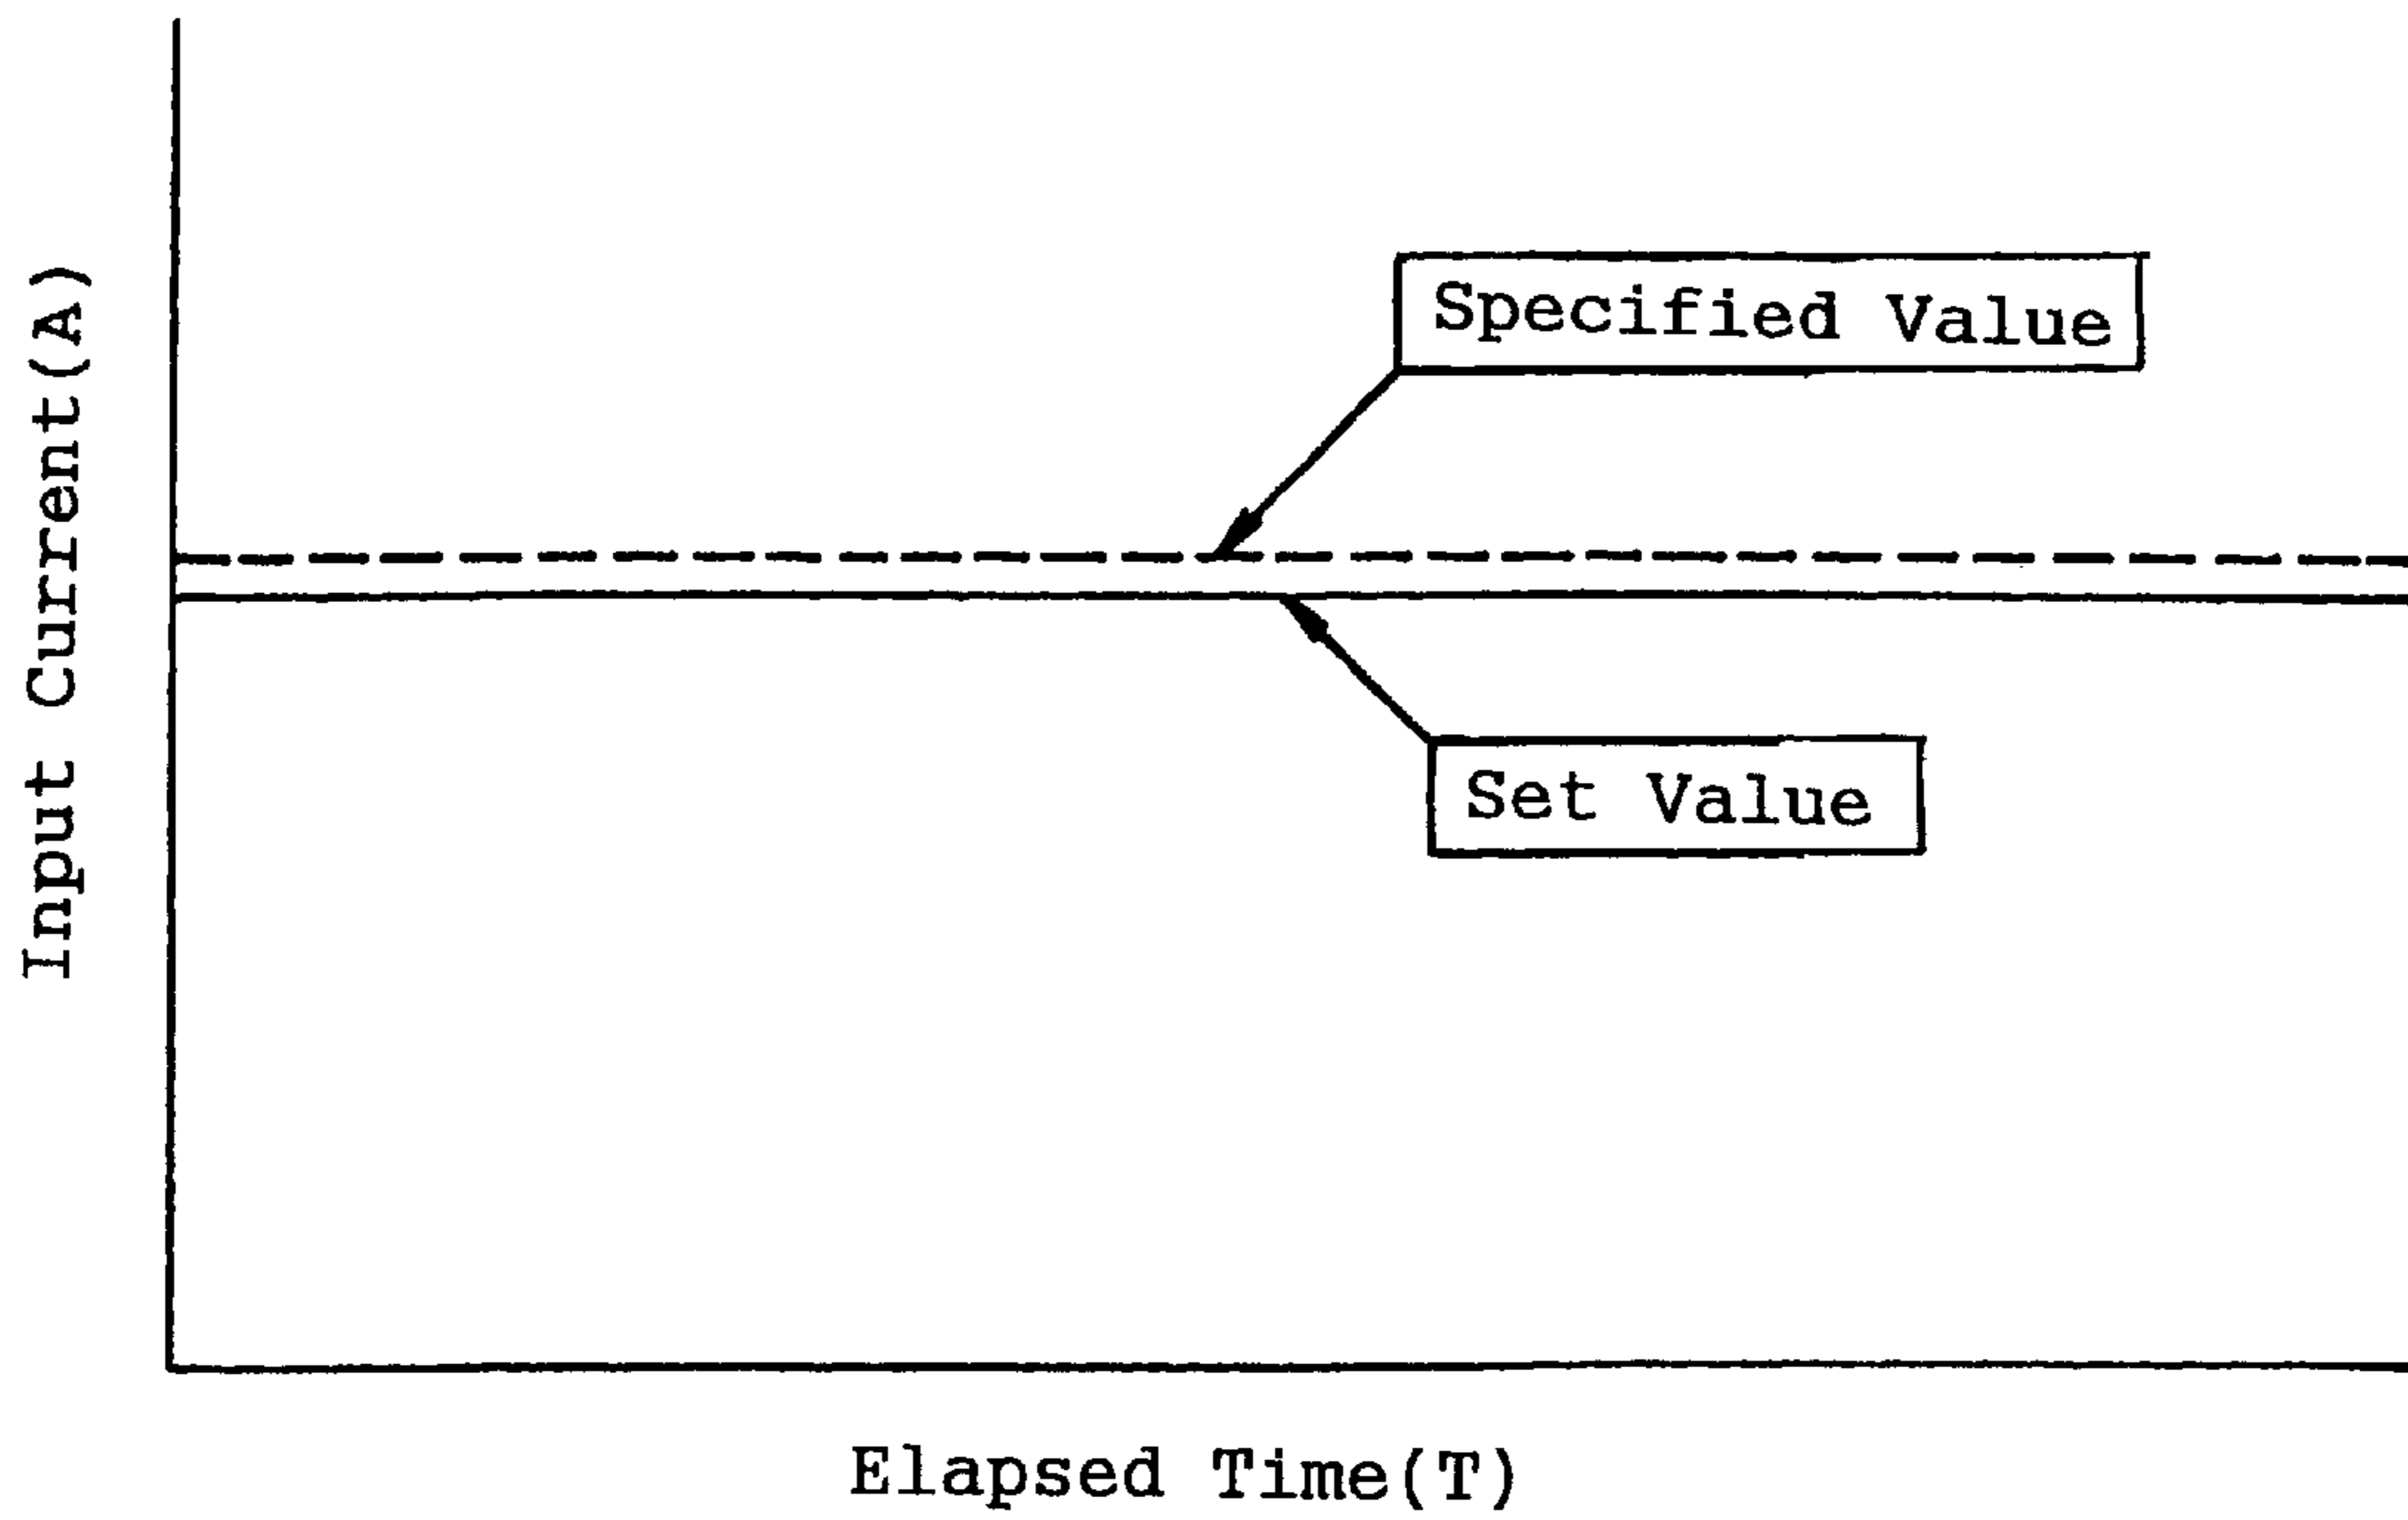 Input Current(A)
Specified Value
Set Value
Elapsed Time(T)